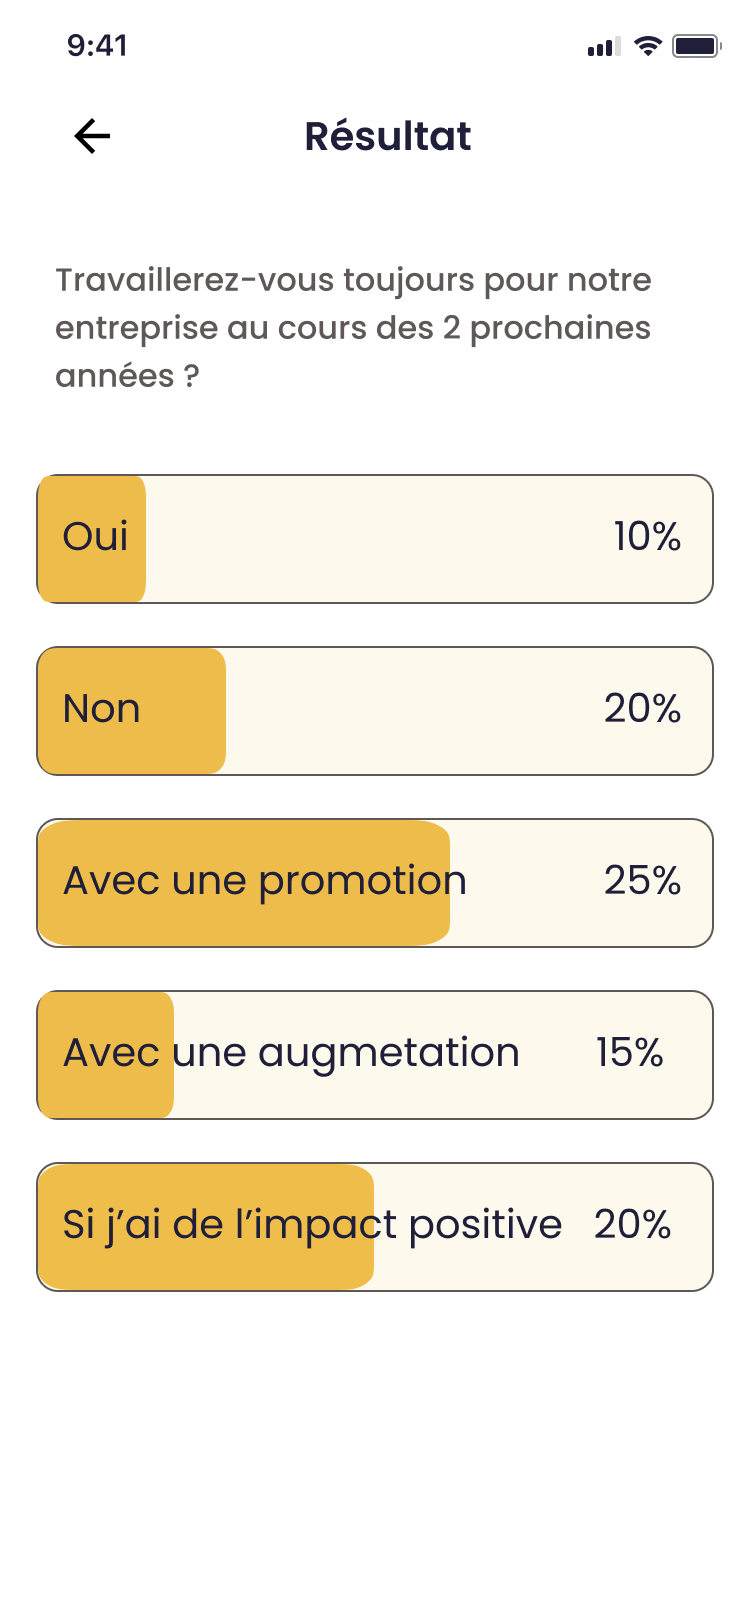 9:41
Résultat
Travaillerez-vous toujours pour notre
entreprise au cours des 2 prochaines
années ?
Oui 10%
Non 20%
Avec une promotion 25%
Avec une augmetation 15%
Si j’ai de l’impact positive 20%